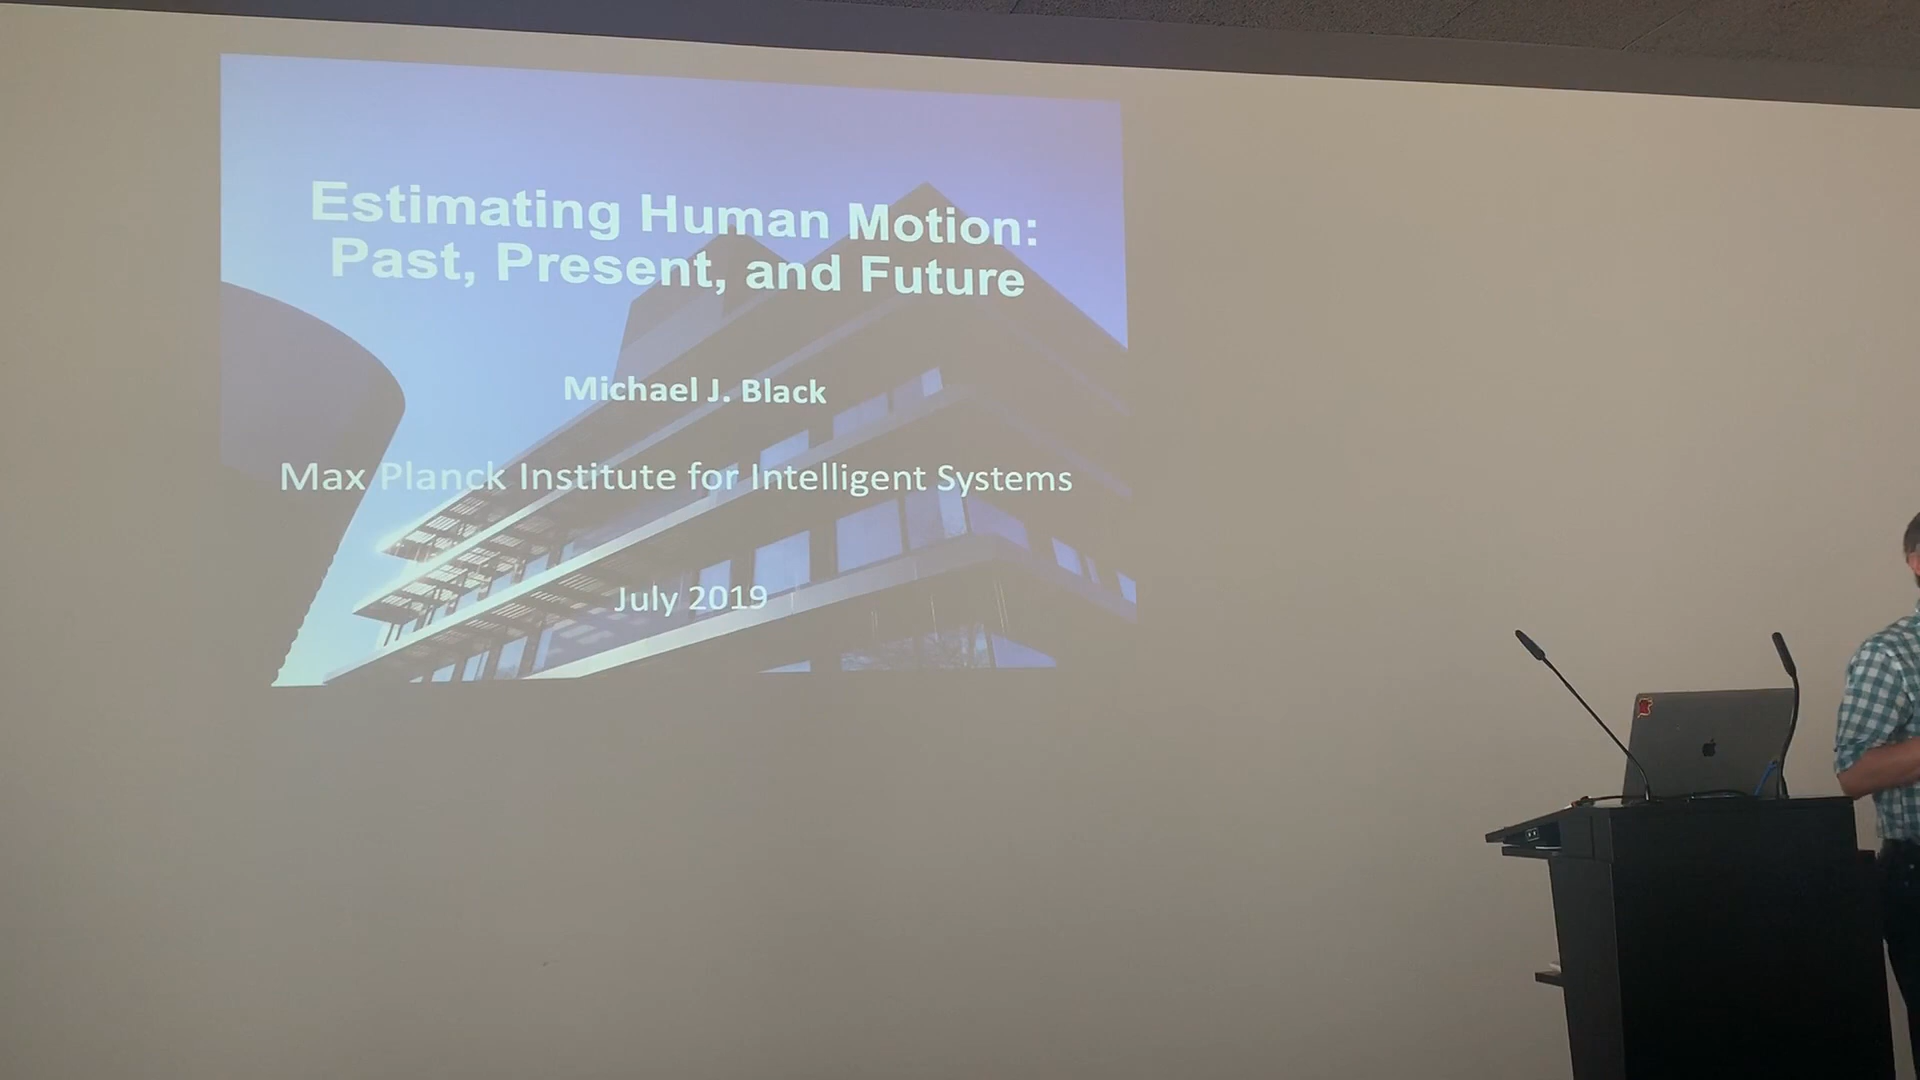 Estimating Human Motion:
Past, Present, and Future
Michael J. Black
Max Planck Institute for Intelligent Systems
July 2019